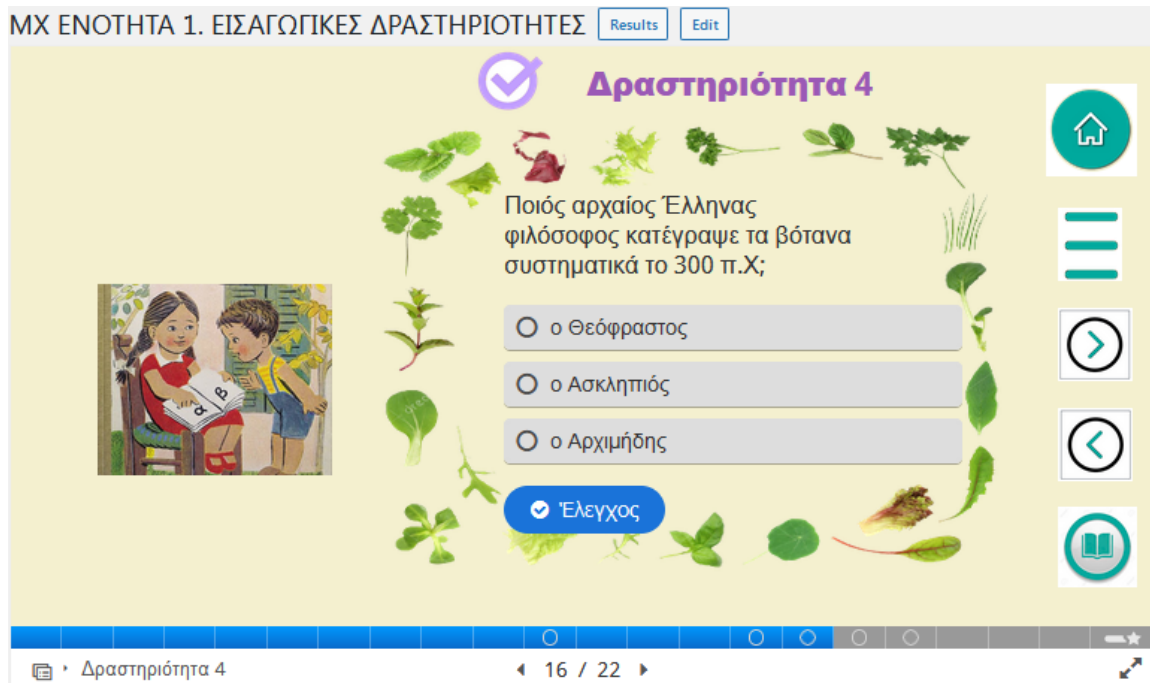 ΜΧ ΕΝΟΤΗΤΑ 1. ΕΙΣΑΓΩΓΙΚΕΣ ΔΡΑΣΤΗΡΙΟΤΗΤΕΣ Results Edit
Δραστηριότητα 4
Ποιός αρχαίος Έλληνας
φιλόσοφος κατέγραψε τα βότανα
συστηματικά το 300 π.Χ;
ο Θεόφραστος
ο Ασκληπιός
ο Αρχιμήδης
α β
Έλεγχος
Δραστηριότητα 4 16 / 22